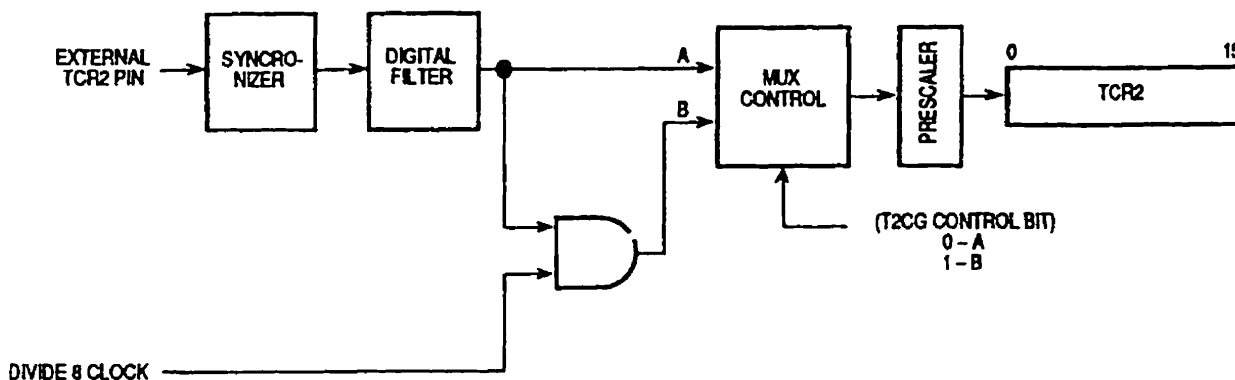 EXTERNAL
TCR2 PIN
SYNCRO-
NIZER
DIGITAL
FILTER
A
B
MUX
CONTROL
PRESCALER
0
15
TCR2
(T2CG CONTROL BIT)
0 – A
1 – B
DIVIDE 8 CLOCK